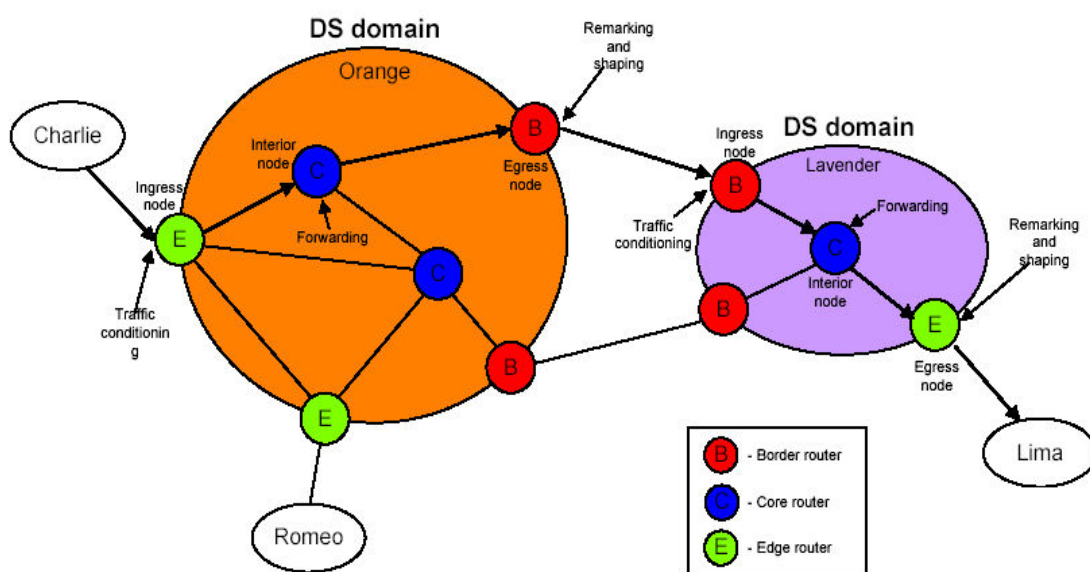 DS domain
Orange
Remarking
and
shaping
Charlie
B
Interior
node
C
Egress
node
Ingress
node
E
Forwarding
C
Traffic
conditionin
g
B
E
Romeo
DS domain
Lavender
Ingress
node
B
Traffic
conditioning
Forwarding
C
Interior
node
Remarking
and
shaping
B
E
Egress
node
Lima
B - Border router
C - Core router
E - Edge router